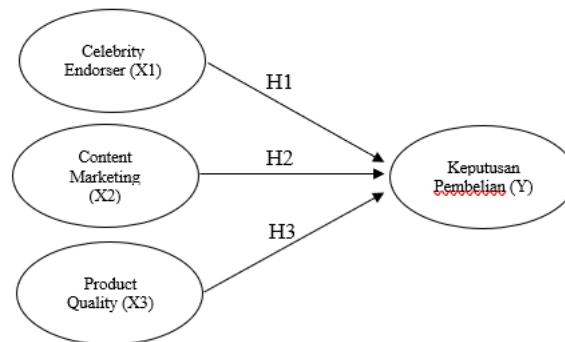 Celebrity
Endorser (X1)
H1
Content
Marketing
(X2)
H2
Keputusan
Pembelian (Y)
H3
Product
Quality (X3)